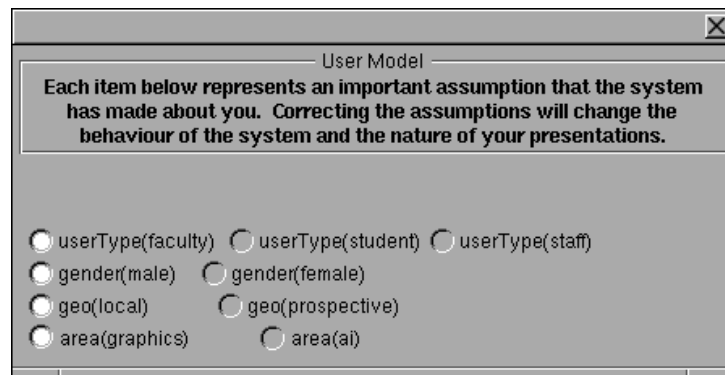 User Model
Each item below represents an important assumption that the system
has made about you. Correcting the assumptions will change the
behaviour of the system and the nature of your presentations.
userType(faculty) userType(student) userType(staff)
gender(male) gender(female)
geo(local) geo(prospective)
area(graphics) area(ai)